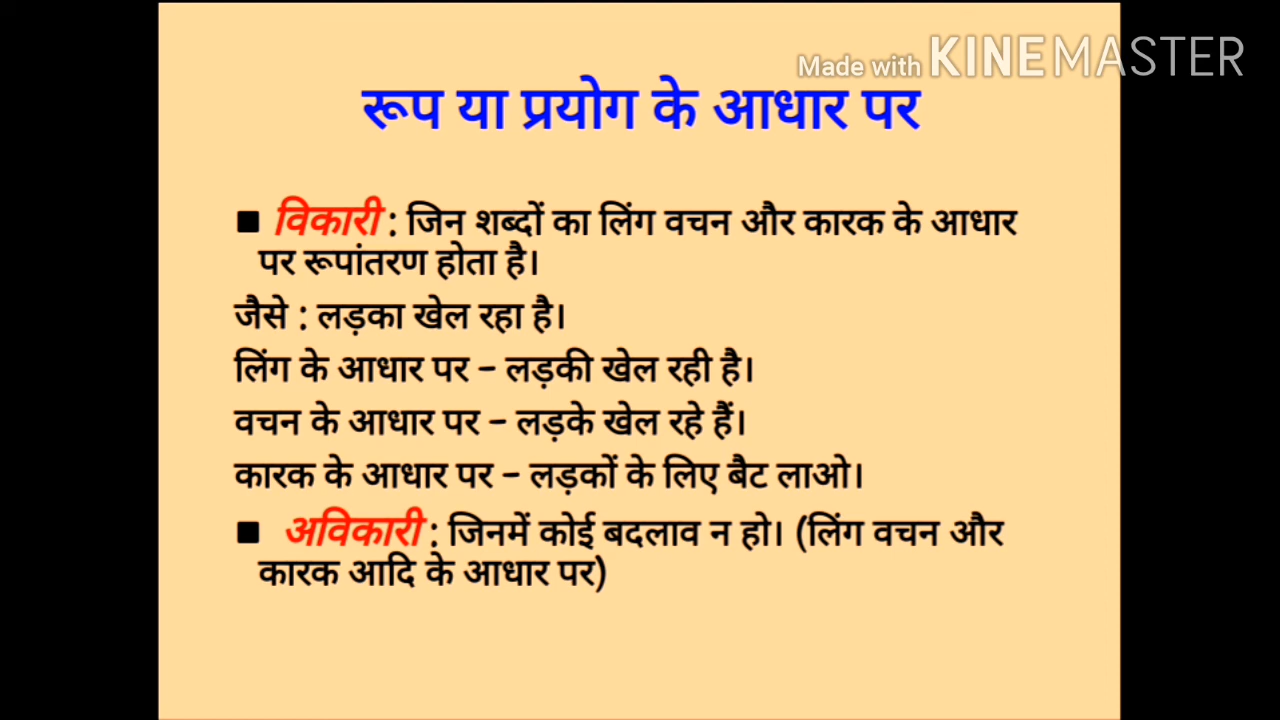 Made with KINEMASTER
रूप या प्रयोग के आधार पर
■ विकारी : जिन शब्दों का लिंग वचन और कारक के आधार
पर रूपांतरण होता है।
जैसे : लड़का खेल रहा है।
लिंग के आधार पर – लड़की खेल रही है।
वचन के आधार पर – लड़के खेल रहे हैं।
कारक के आधार पर – लड़कों के लिए बैट लाओ।
■ अविकारी : जिनमें कोई बदलाव न हो। (लिंग वचन और
कारक आदि के आधार पर)